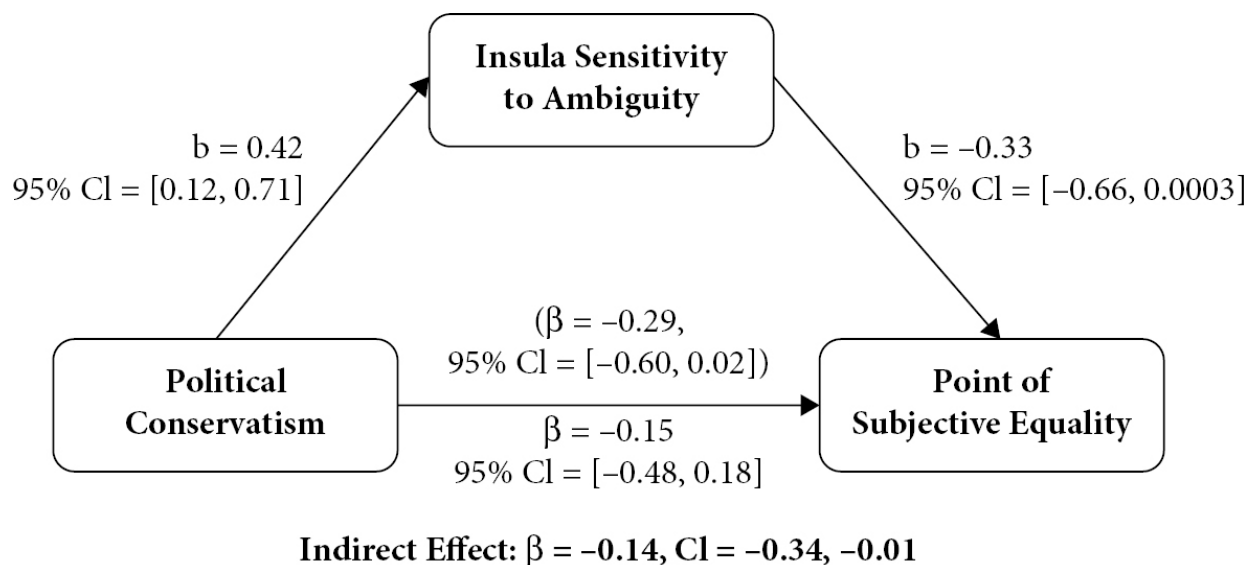 Insula Sensitivity
to Ambiguity
b = 0.42
95% Cl = [0.12, 0.71]
b = –0.33
95% Cl = [–0.66, 0.0003]
(β = –0.29,
95% Cl = [–0.60, 0.02])
Political
Conservatism
β = –0.15
95% Cl = [–0.48, 0.18]
Point of
Subjective Equality
Indirect Effect: β = –0.14, Cl = –0.34, –0.01